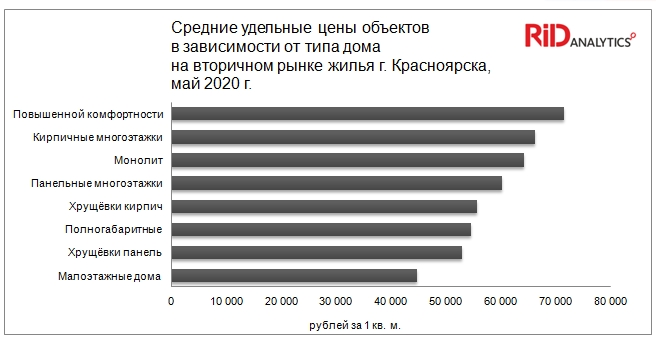 Средние удельные цены объектов
в зависимости от типа дома
на вторичном рынке жилья г. Красноярска,
май 2020 г.
RiD ANALYTICS
Повышенной комфортности
Кирпичные многоэтажки
Монолит
Панельные многоэтажки
Хрущёвки кирпич
Полногабаритные
Хрущёвки панель
Малоэтажные дома
0 10 000 20 000 30 000 40 000 50 000 60 000 70 000 80 000
рублей за 1 кв. м.